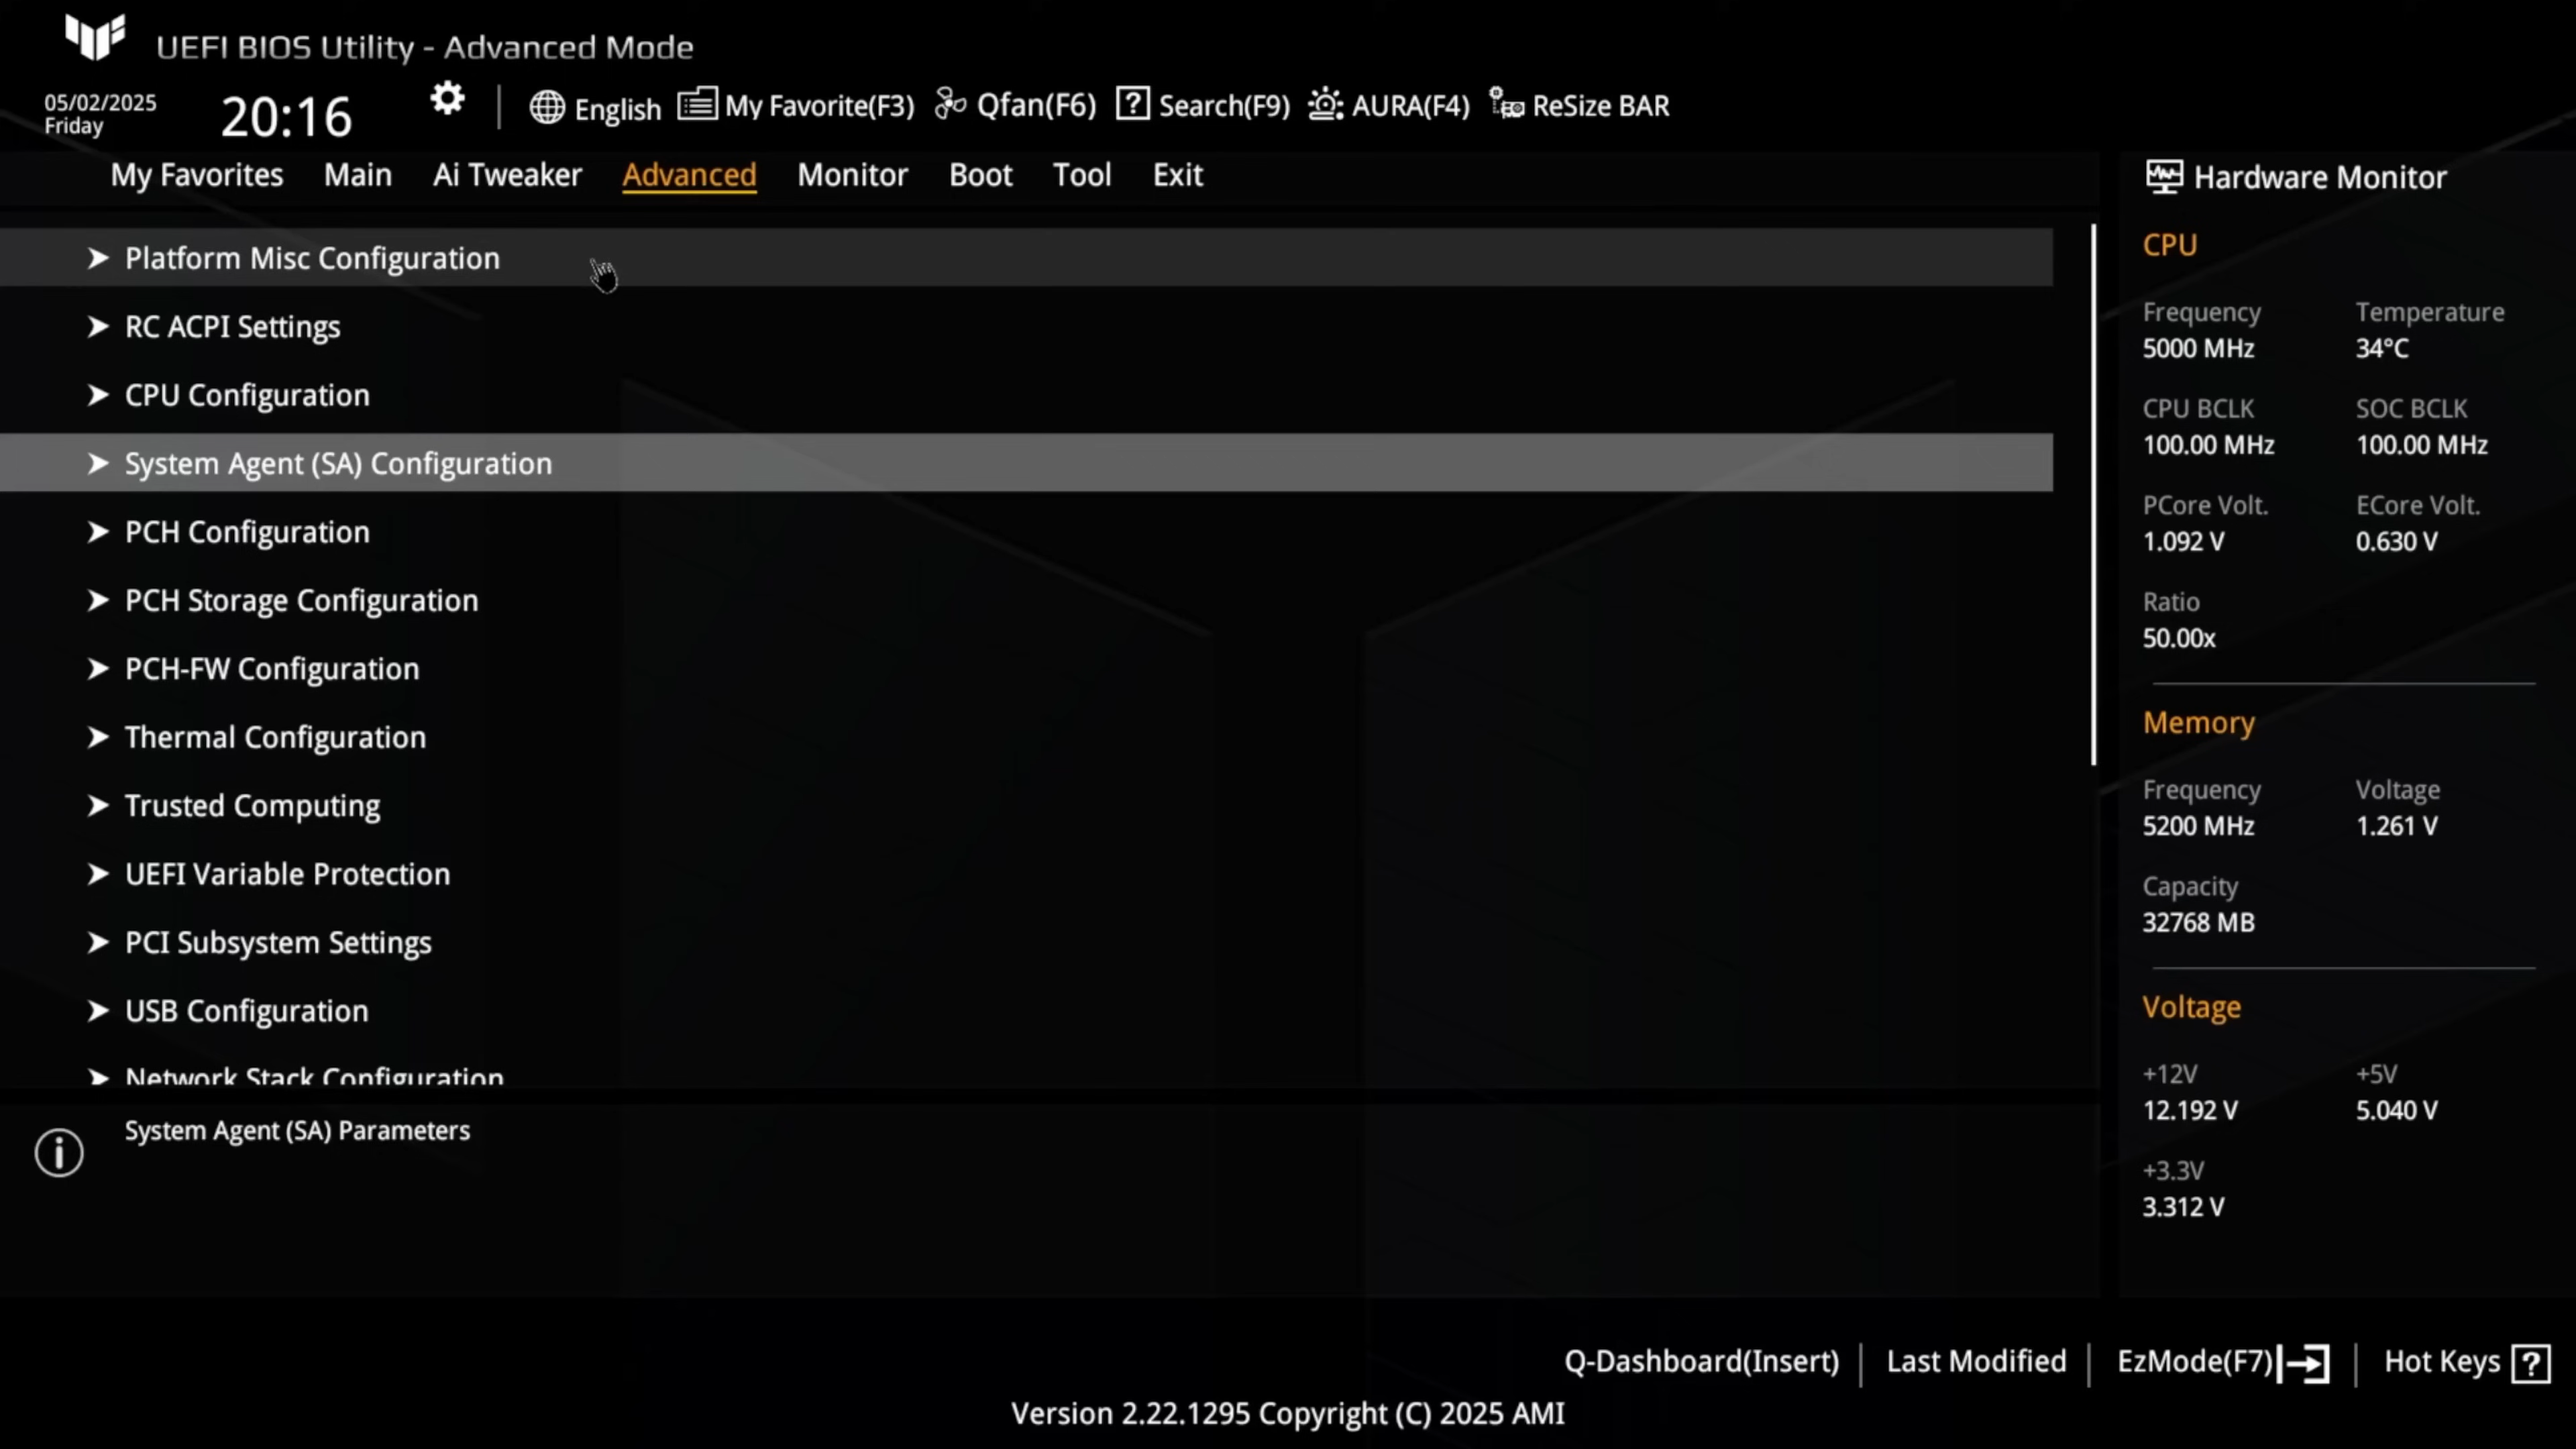 UEFI BIOS Utility - Advanced Mode
05/02/2025
Friday
20:16
English
My Favorite(F3)
Qfan(F6)
? Search(F9)
AURA(F4)
ReSize BAR
My Favorites Main Ai Tweaker Advanced Monitor Boot Tool Exit
Platform Misc Configuration
RC ACPI Settings
CPU Configuration
System Agent (SA) Configuration
PCH Configuration
PCH Storage Configuration
PCH-FW Configuration
Thermal Configuration
Trusted Computing
UEFI Variable Protection
PCI Subsystem Settings
USB Configuration
Network Stack Configuration
System Agent (SA) Parameters
Hardware Monitor
CPU
Frequency Temperature
5000 MHz 34°C
CPU BCLK SOC BCLK
100.00 MHz 100.00 MHz
PCore Volt. ECore Volt.
1.092 V 0.630 V
Ratio
50.00x
Memory
Frequency Voltage
5200 MHz 1.261 V
Capacity
32768 MB
Voltage
+12V +5V
12.192 V 5.040 V
+3.3V
3.312 V
Q-Dashboard(Insert) Last Modified EzMode(F7) Hot Keys ?
Version 2.22.1295 Copyright (C) 2025 AMI